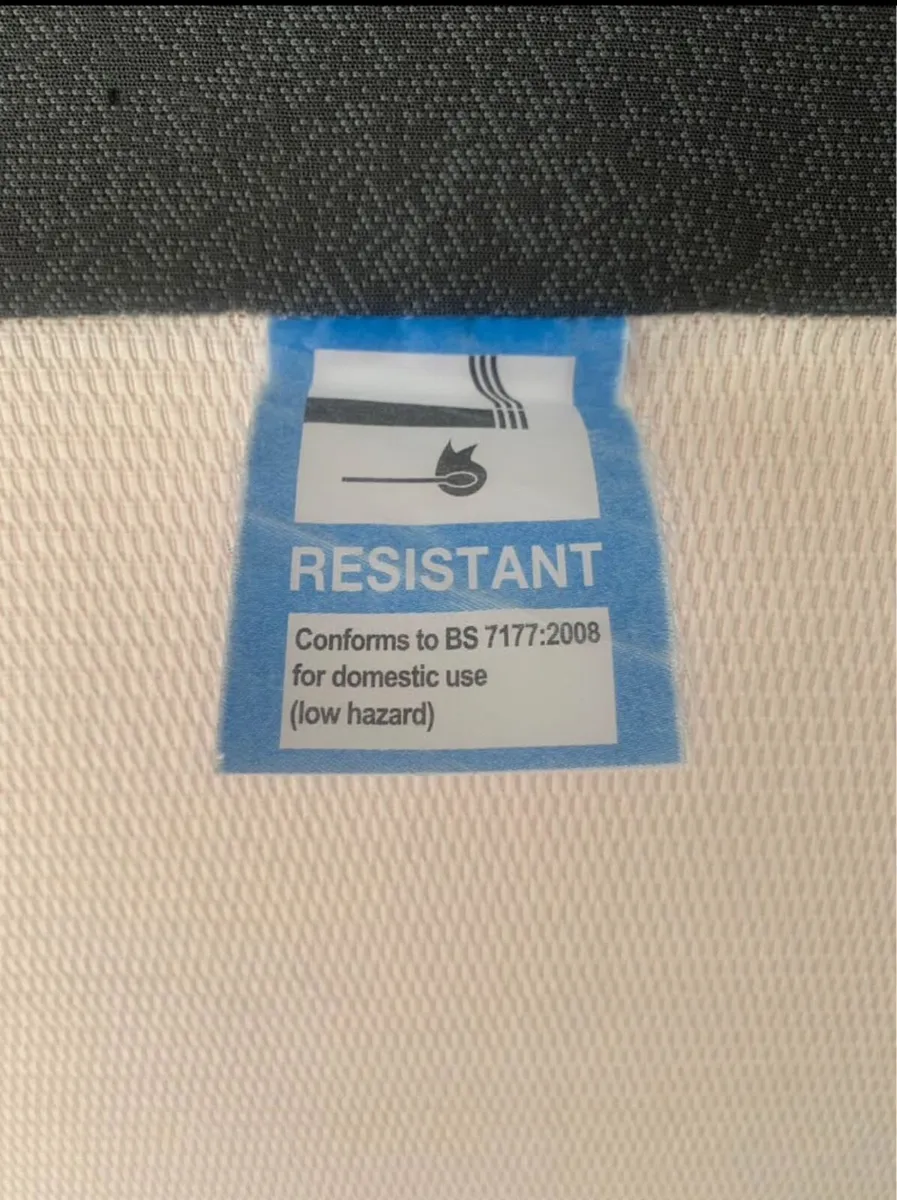 RESISTANT
Conforms to BS 7177:2008
for domestic use
(low hazard)